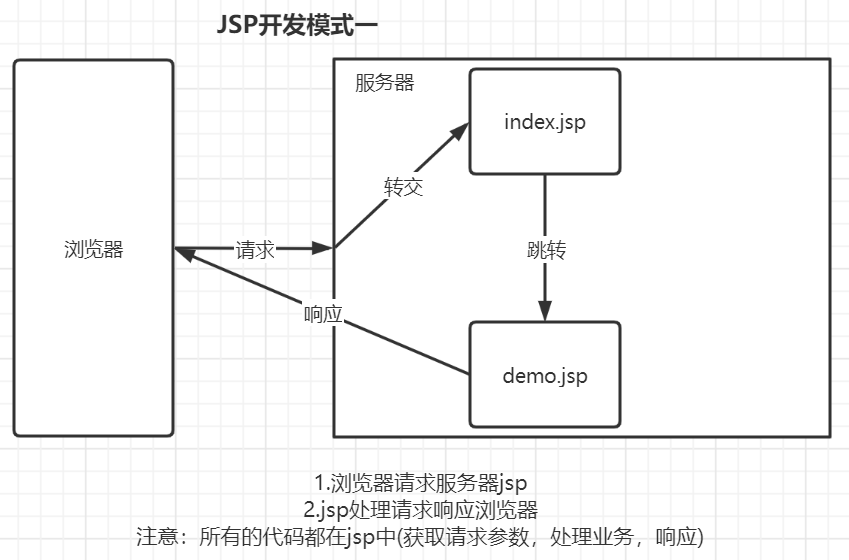 JSP开发模式一
服务器
index.jsp
转交
浏览器
请求
跳转
响应
demo.jsp
1.浏览器请求服务器jsp
2.jsp处理请求响应浏览器
注意：所有的代码都在jsp中(获取请求参数，处理业务，响应)